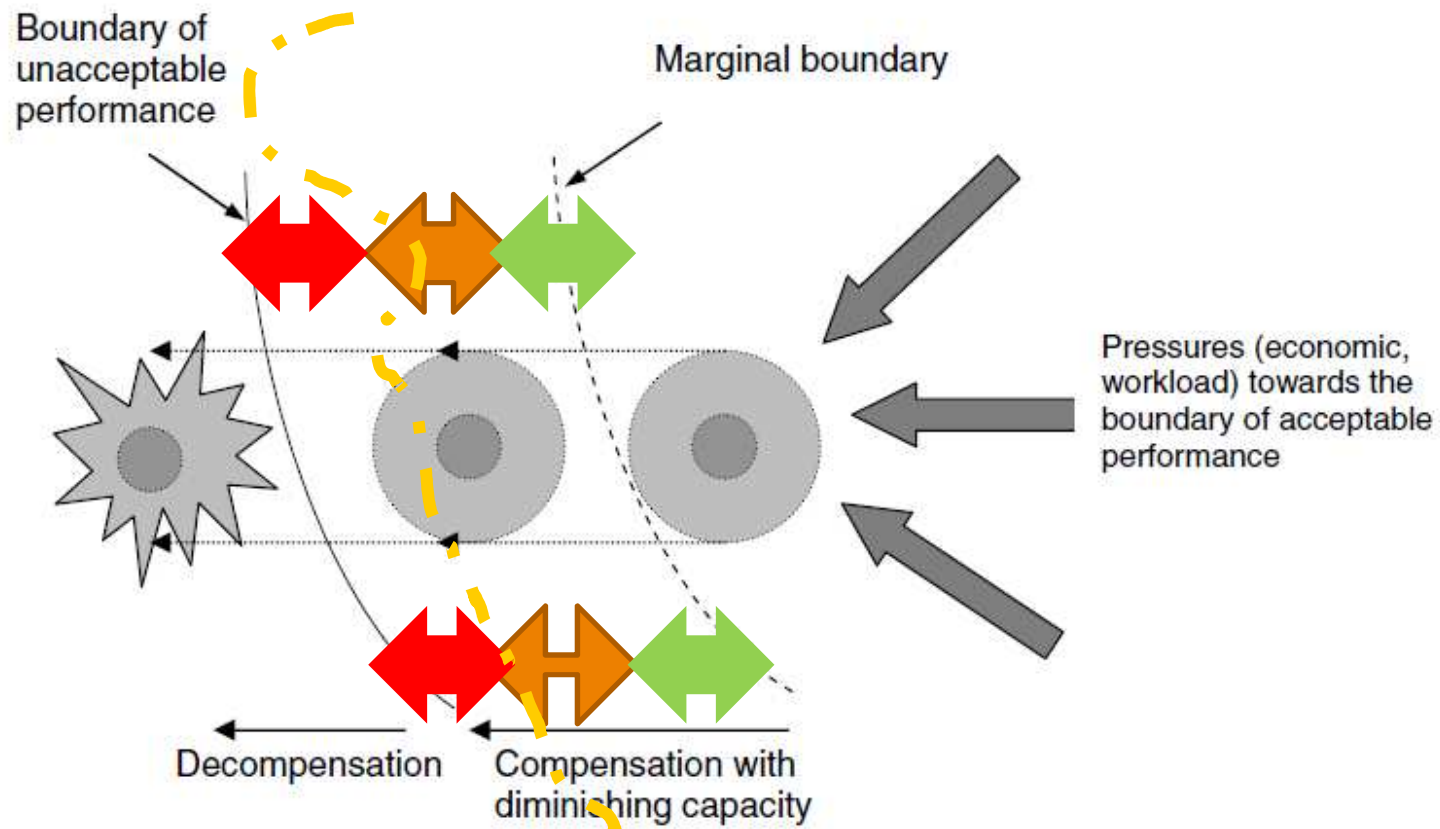 Boundary of
unacceptable
performance
Marginal boundary
Pressures (economic,
workload) towards the
boundary of acceptable
performance
Decompensation
Compensation with
diminishing capacity